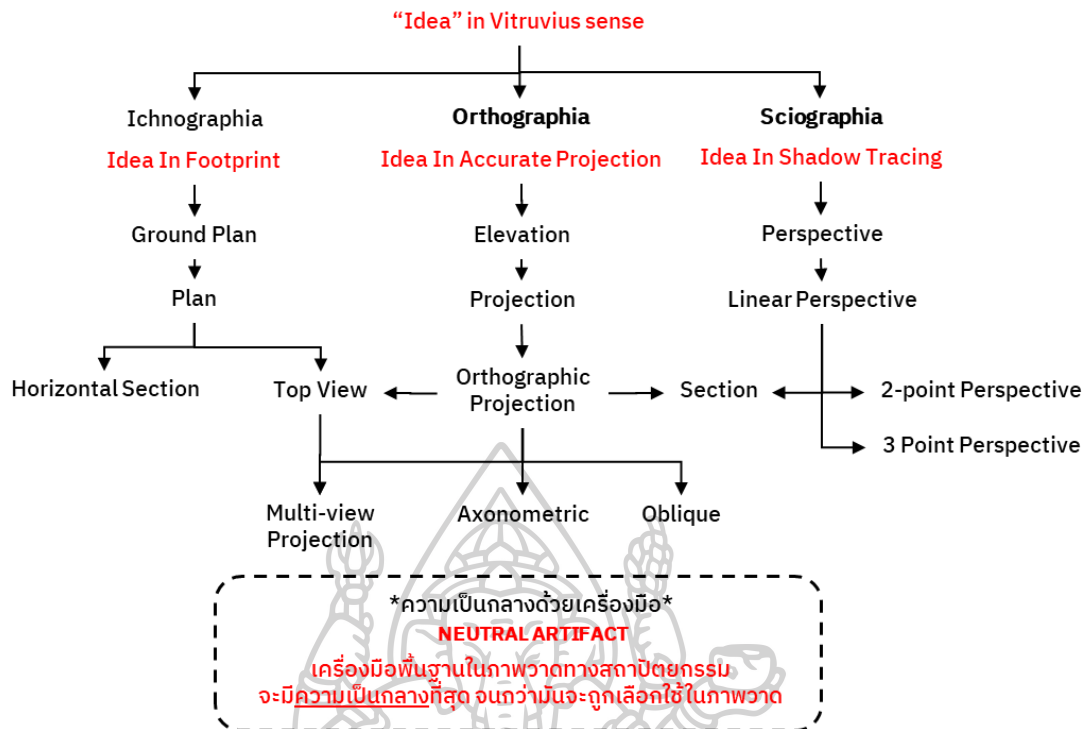 “Idea” in Vitruvius sense
Ichnographia
Orthographia
Sciographia
Idea In Footprint
Idea In Accurate Projection
Idea In Shadow Tracing
Ground Plan
Elevation
Perspective
Plan
Projection
Linear Perspective
Horizontal Section
Top View
Orthographic
Projection
Section
2-point Perspective
3 Point Perspective
Multi-view
Projection
Axonometric
Oblique
*ความเป็นกลางด้วยเครื่องมือ*
NEUTRAL ARTIFACT
เครื่องมือพื้นฐานในภาพวาดทางสถาปัตยกรรม
จะมีความเป็นกลางที่สุด จนกว่ามันจะถูกเลือกใช้ในภาพวาด